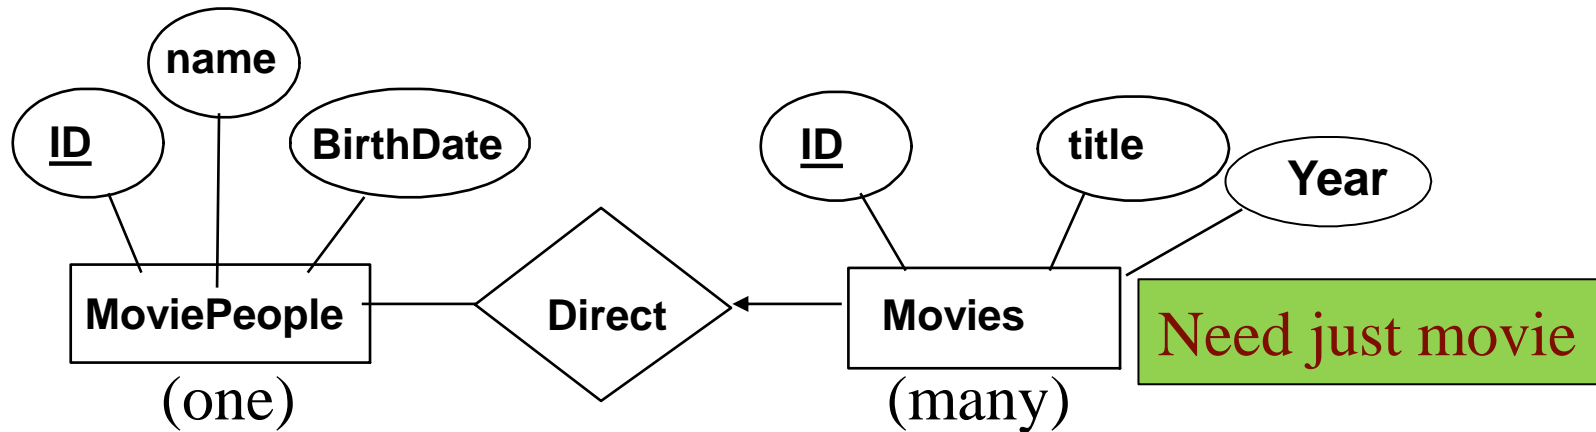 name
ID
BirthDate
ID
title
Year
MoviePeople
Direct
Movies
Need just movie
(one)
(many)